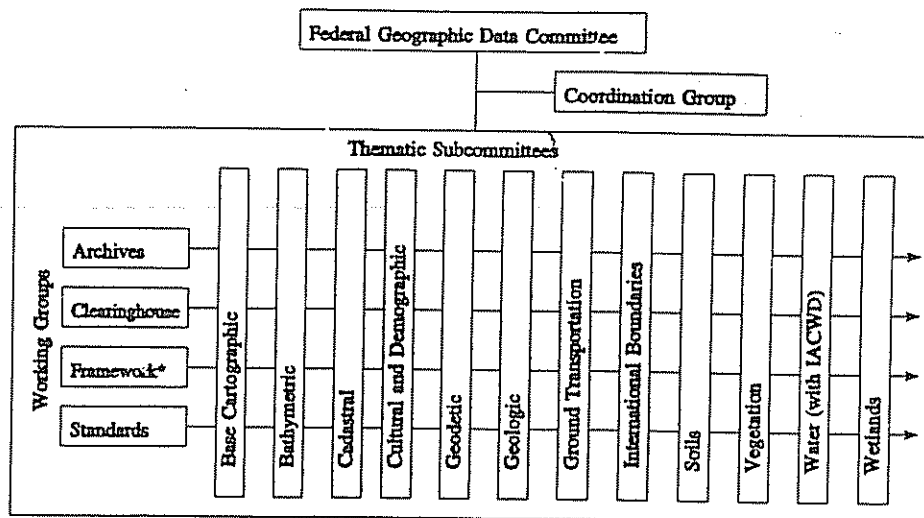 Federal Geographic Data Committee
Coordination Group
Thematic Subcommittees
Working Groups
Archives
Clearinghouse
Framework*
Standards
Base Cartographic
Bathymetric
Cadastral
Cultural and Demographic
Geodetic
Geologic
Ground Transportation
International Boundaries
Soils
Vegetation
Water (with IACWD)
Wetlands